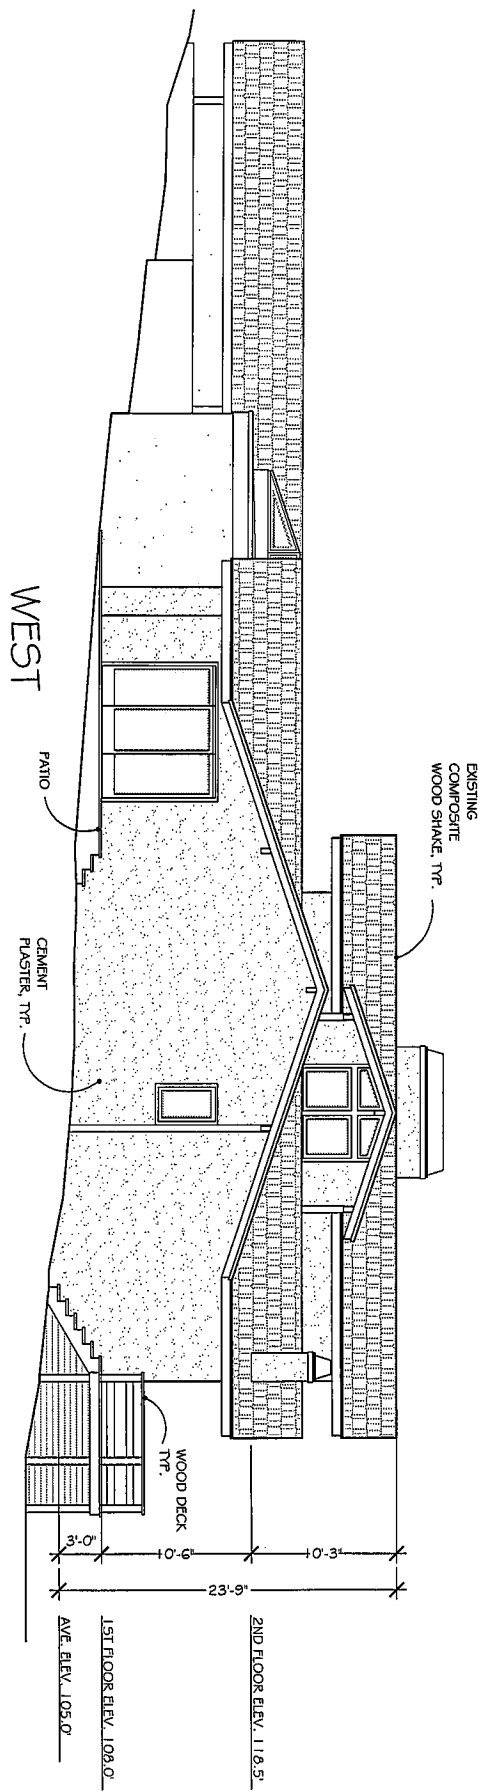 EXISTING
COMPOSITE
WOOD SHAKE, TYP.
WEST
PATIO
CEMENT
PLASTER, TYP.
WOOD DECK
TYP.
3'-0"
10'-6"
10'-3"
23'-9"
2ND FLOOR ELEV. 118.5'
1ST FLOOR ELEV. 108.0'
AVE. ELEV. 105.0'